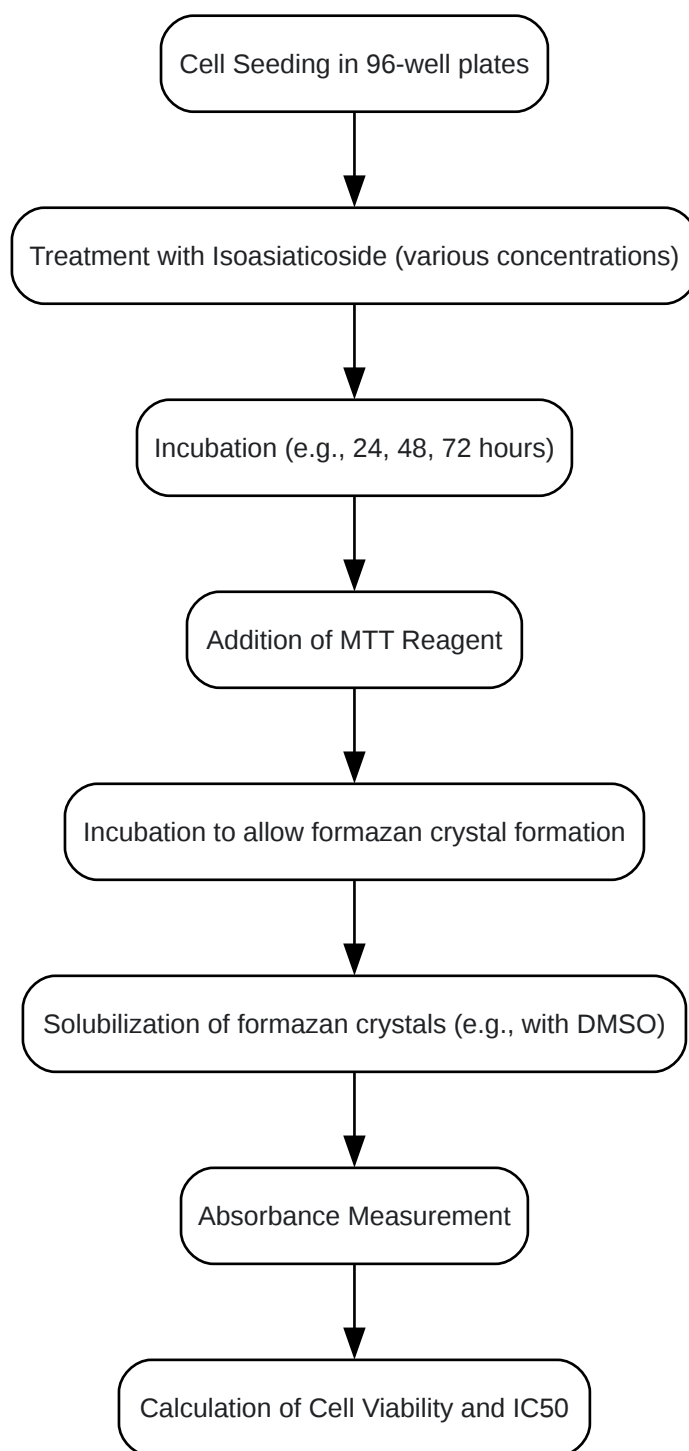 Cell Seeding in 96-well plates
Treatment with Isoasiaticoside (various concentrations)
Incubation (e.g., 24, 48, 72 hours)
Addition of MTT Reagent
Incubation to allow formazan crystal formation
Solubilization of formazan crystals (e.g., with DMSO)
Absorbance Measurement
Calculation of Cell Viability and IC50